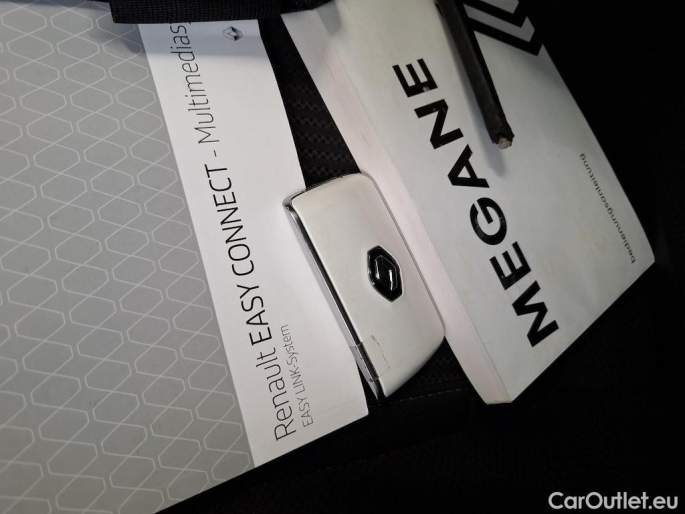 Renault EASY CONNECT - Multimedias
EASY LINK-System
MEGANE
bedienungsanleitung
CarOutlet.eu